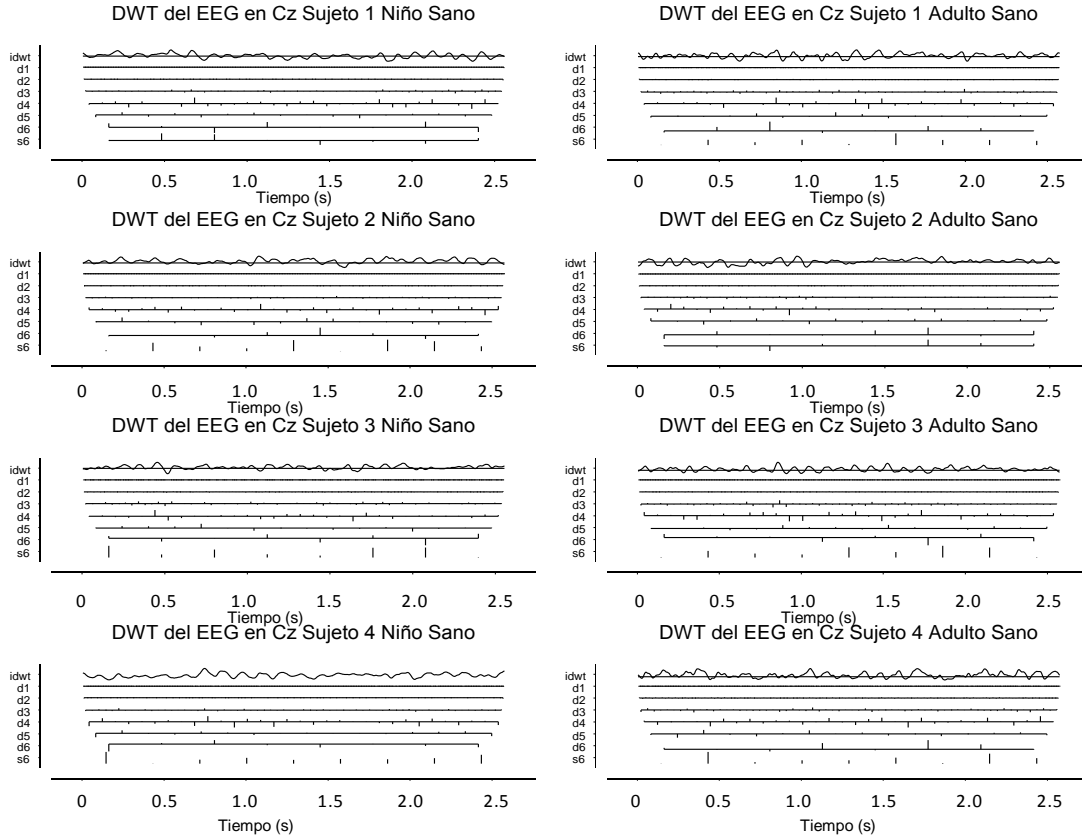 DWT del EEG en Cz Sujeto 1 Niño Sano
idwt
d1
d2
d3
d4
d5
d6
s6
0 0.5 1.0 1.5 2.0 2.5
Tiempo (s)
DWT del EEG en Cz Sujeto 1 Adulto Sano
idwt
d1
d2
d3
d4
d5
d6
s6
0 0.5 1.0 1.5 2.0 2.5
Tiempo (s)
DWT del EEG en Cz Sujeto 2 Niño Sano
idwt
d1
d2
d3
d4
d5
d6
s6
0 0.5 1.0 1.5 2.0 2.5
Tiempo (s)
DWT del EEG en Cz Sujeto 2 Adulto Sano
idwt
d1
d2
d3
d4
d5
d6
s6
0 0.5 1.0 1.5 2.0 2.5
Tiempo (s)
DWT del EEG en Cz Sujeto 3 Niño Sano
idwt
d1
d2
d3
d4
d5
d6
s6
0 0.5 1.0 1.5 2.0 2.5
Tiempo (s)
DWT del EEG en Cz Sujeto 3 Adulto Sano
idwt
d1
d2
d3
d4
d5
d6
s6
0 0.5 1.0 1.5 2.0 2.5
Tiempo (s)
DWT del EEG en Cz Sujeto 4 Niño Sano
idwt
d1
d2
d3
d4
d5
d6
s6
0 0.5 1.0 1.5 2.0 2.5
Tiempo (s)
DWT del EEG en Cz Sujeto 4 Adulto Sano
idwt
d1
d2
d3
d4
d5
d6
s6
0 0.5 1.0 1.5 2.0 2.5
Tiempo (s)